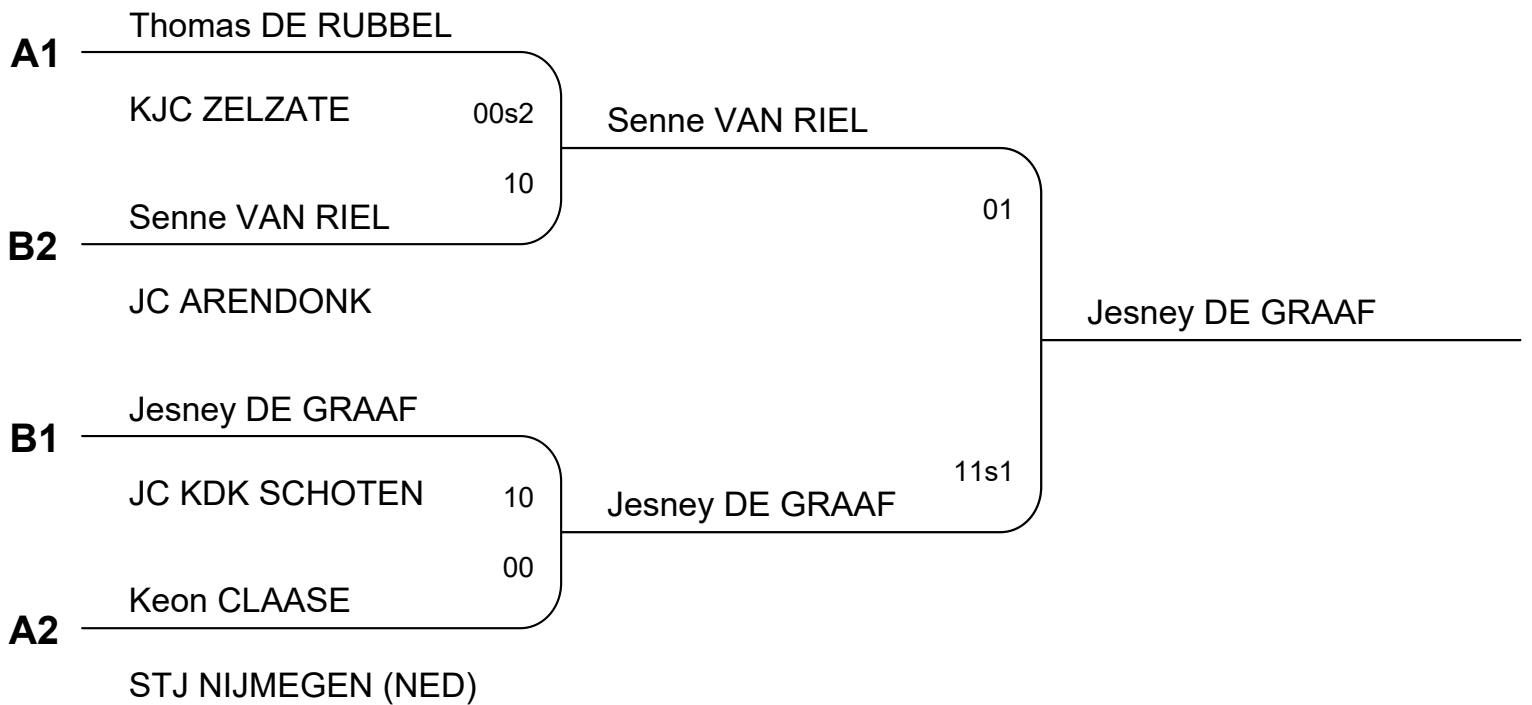 Thomas DE RUBBEL
A1
KJC ZELZATE
00s2
Senne VAN RIEL
10
01
Senne VAN RIEL
B2
JC ARENDONK
Jesney DE GRAAF
Jesney DE GRAAF
B1
11s1
JC KDK SCHOTEN
10
Jesney DE GRAAF
00
Keon CLAASE
A2
STJ NIJMEGEN (NED)